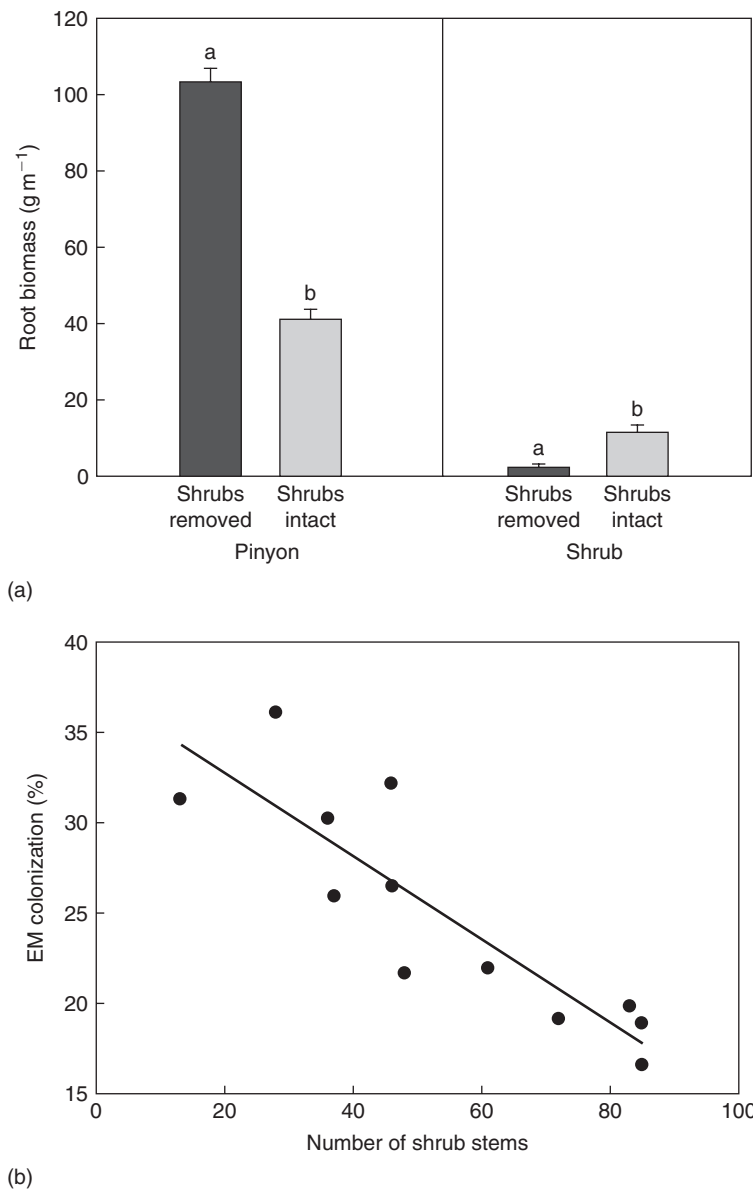 120
100
80
60
40
20
0
Root biomass (g m⁻¹)
a
b
a
b
Shrubs removed
Shrubs intact
Shrubs removed
Shrubs intact
Pinyon
Shrub
(a)
40
35
30
25
20
15
EM colonization (%)
0 20 40 60 80 100
Number of shrub stems
(b)